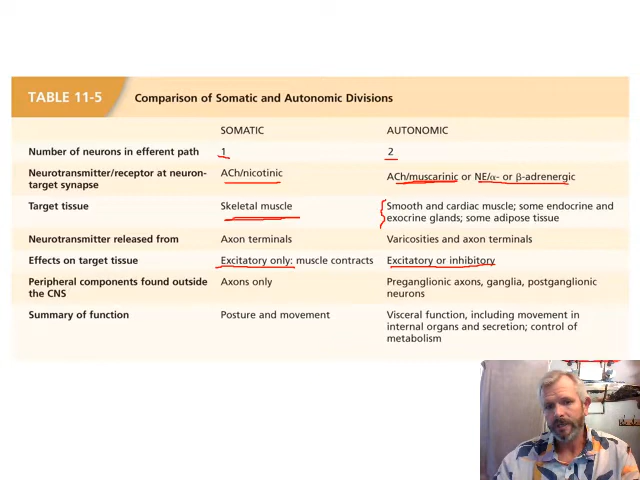 TABLE 11-5 Comparison of Somatic and Autonomic Divisions
SOMATIC AUTONOMIC
Number of neurons in efferent path 1 2
Neurotransmitter/receptor at neuron- ACh/nicotinic ACh/muscarinic or NE/α- or β-adrenergic
target synapse
Target tissue Skeletal muscle Smooth and cardiac muscle; some endocrine and
exocrine glands; some adipose tissue
Neurotransmitter released from Axon terminals Varicosities and axon terminals
Effects on target tissue Excitatory only: muscle contracts Excitatory or inhibitory
Peripheral components found outside Axons only Preganglionic axons, ganglia, postganglionic
the CNS neurons
Summary of function Posture and movement Visceral function, including movement in
internal organs and secretion; control of
metabolism